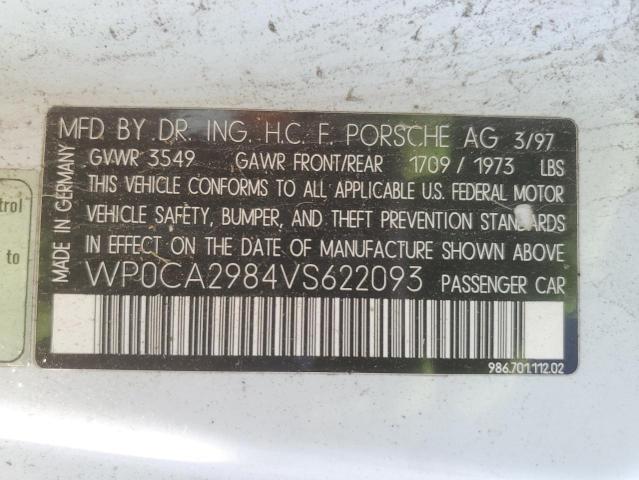 MFD. BY DR. ING. H.C. F. PORSCHE AG 3/97
GVWR 3549 GAWR FRONT/REAR 1709 / 1973 LBS
THIS VEHICLE CONFORMS TO ALL APPLICABLE U.S. FEDERAL MOTOR
VEHICLE SAFETY, BUMPER, AND THEFT PREVENTION STANDARDS
IN EFFECT ON THE DATE OF MANUFACTURE SHOWN ABOVE.
WP0CA2984VS622093 PASSENGER CAR
986.701.112.02
MADE IN GERMANY
trol
to